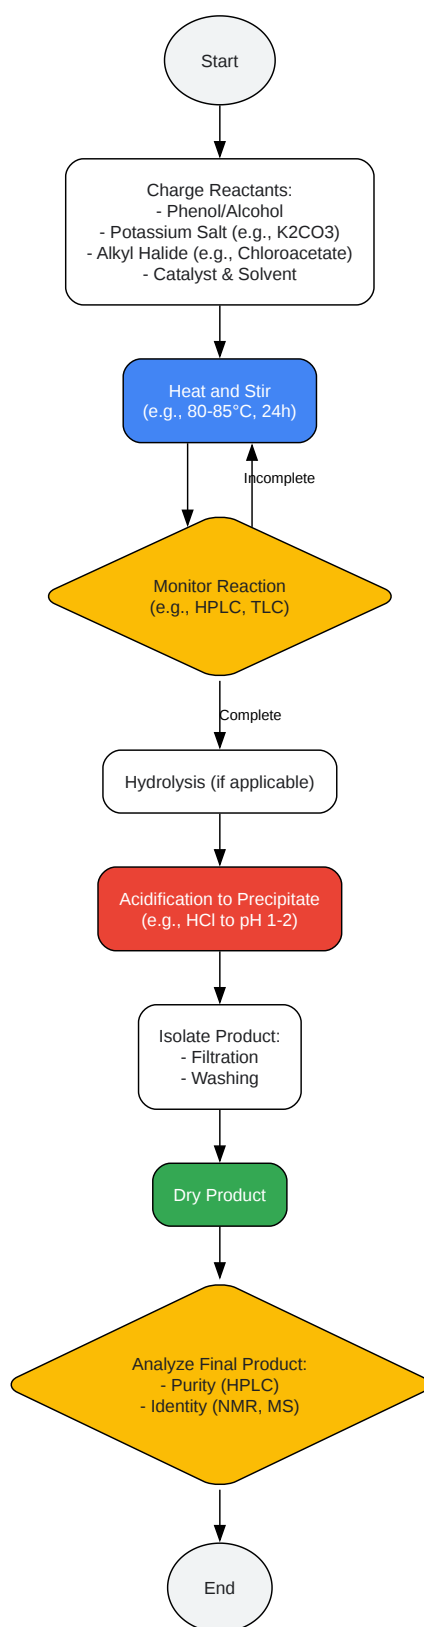 Start
Charge Reactants:
- Phenol/Alcohol
- Potassium Salt (e.g., K2CO3)
- Alkyl Halide (e.g., Chloroacetate)
- Catalyst & Solvent
Heat and Stir
(e.g., 80-85°C, 24h)
Incomplete
Monitor Reaction
(e.g., HPLC, TLC)
Complete
Hydrolysis (if applicable)
Acidification to Precipitate
(e.g., HCl to pH 1-2)
Isolate Product:
- Filtration
- Washing
Dry Product
Analyze Final Product:
- Purity (HPLC)
- Identity (NMR, MS)
End